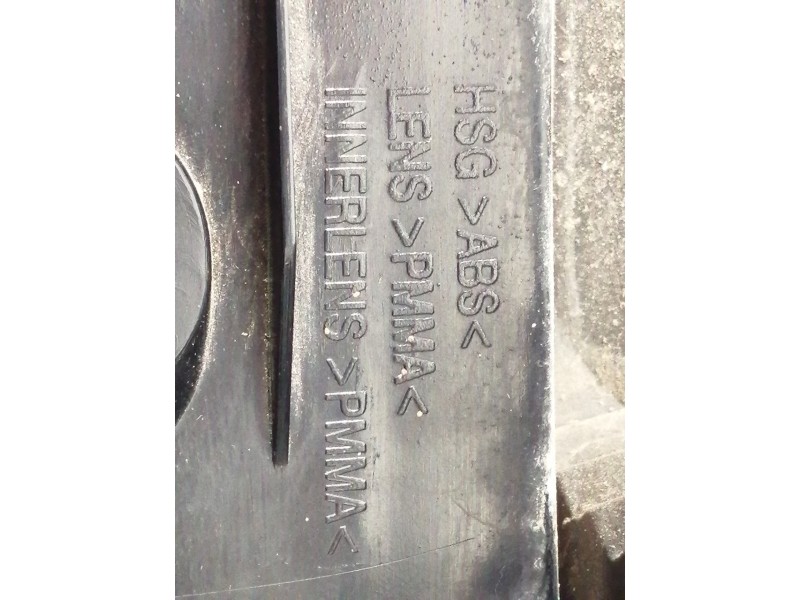 HSG >ABS<
LENS >PMMA<
INNERLENS >PMMA<